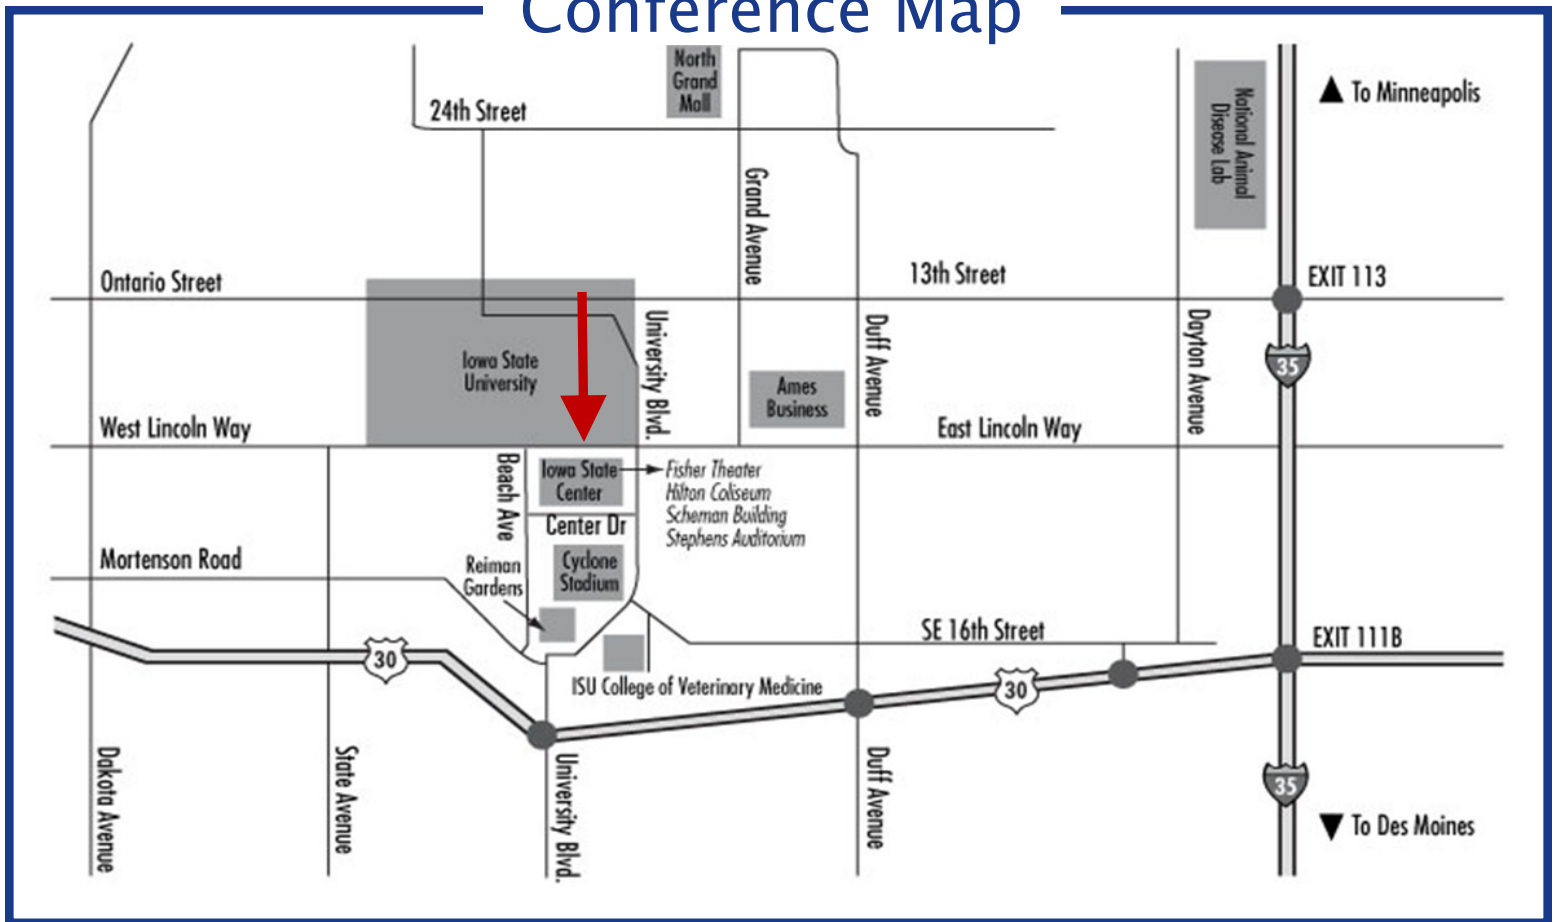 Conference Map
North
Grand
Mall
24th Street
National Animal
Disease Lab
To Minneapolis
Grand Avenue
Ontario Street
13th Street
EXIT 113
University Blvd.
Duff Avenue
Dayton Avenue
35
Iowa State
University
Ames
Business
West Lincoln Way
East Lincoln Way
Beach Ave
Iowa State
Center
Fisher Theater
Hilton Coliseum
Scheman Building
Stephens Auditorium
Center Dr
Mortenson Road
Reiman
Gardens
Cyclone
Stadium
SE 16th Street
EXIT 111B
30
ISU College of Veterinary Medicine
30
Dakota Avenue
State Avenue
University Blvd.
Duff Avenue
35
To Des Moines